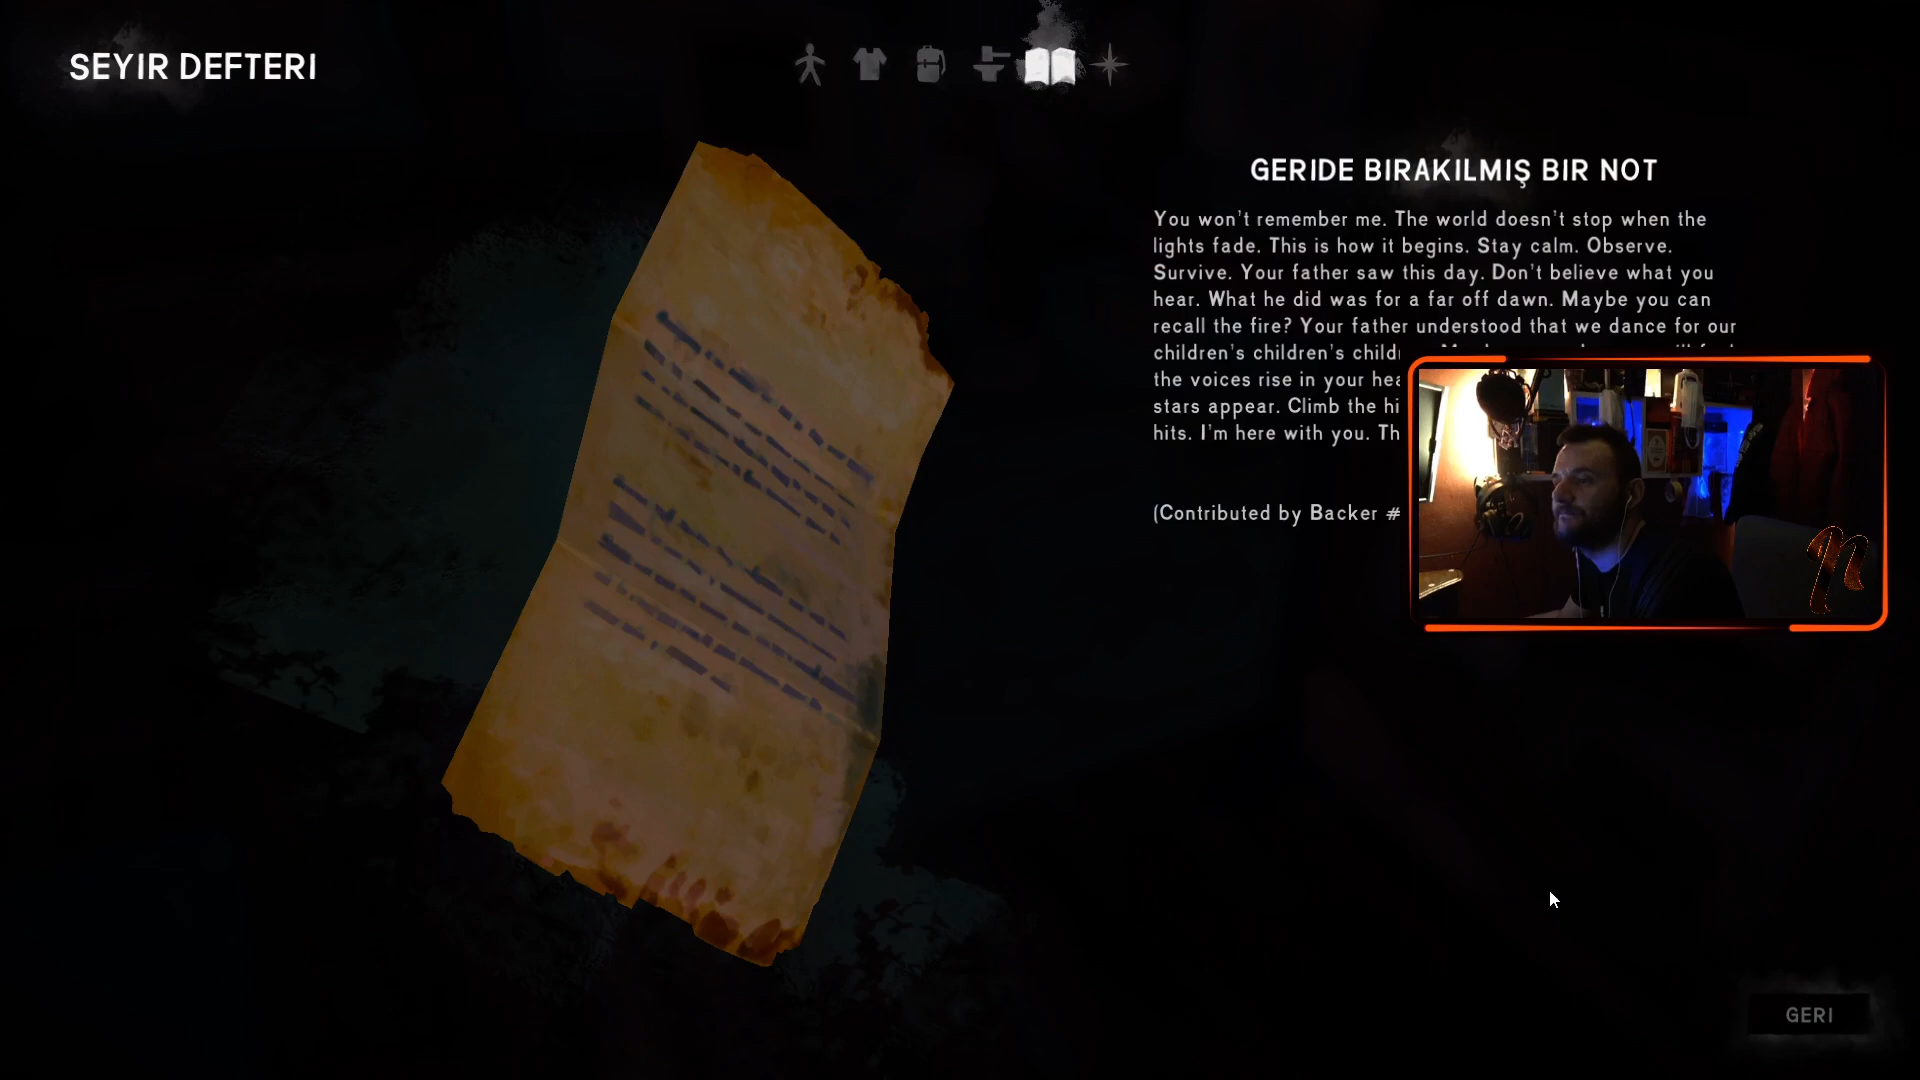 SEYIR DEFTERI
GERIDE BIRAKILMIŞ BIR NOT
You won't remember me. The world doesn't stop when the
lights fade. This is how it begins. Stay calm. Observe.
Survive. Your father saw this day. Don't believe what you
hear. What he did was for a far off dawn. Maybe you can
recall the fire? Your father understood that we dance for our
children's children's
the voices rise in your
stars appear. Climb the
hits. I'm here with you.
(Contributed by Backer #
GERI